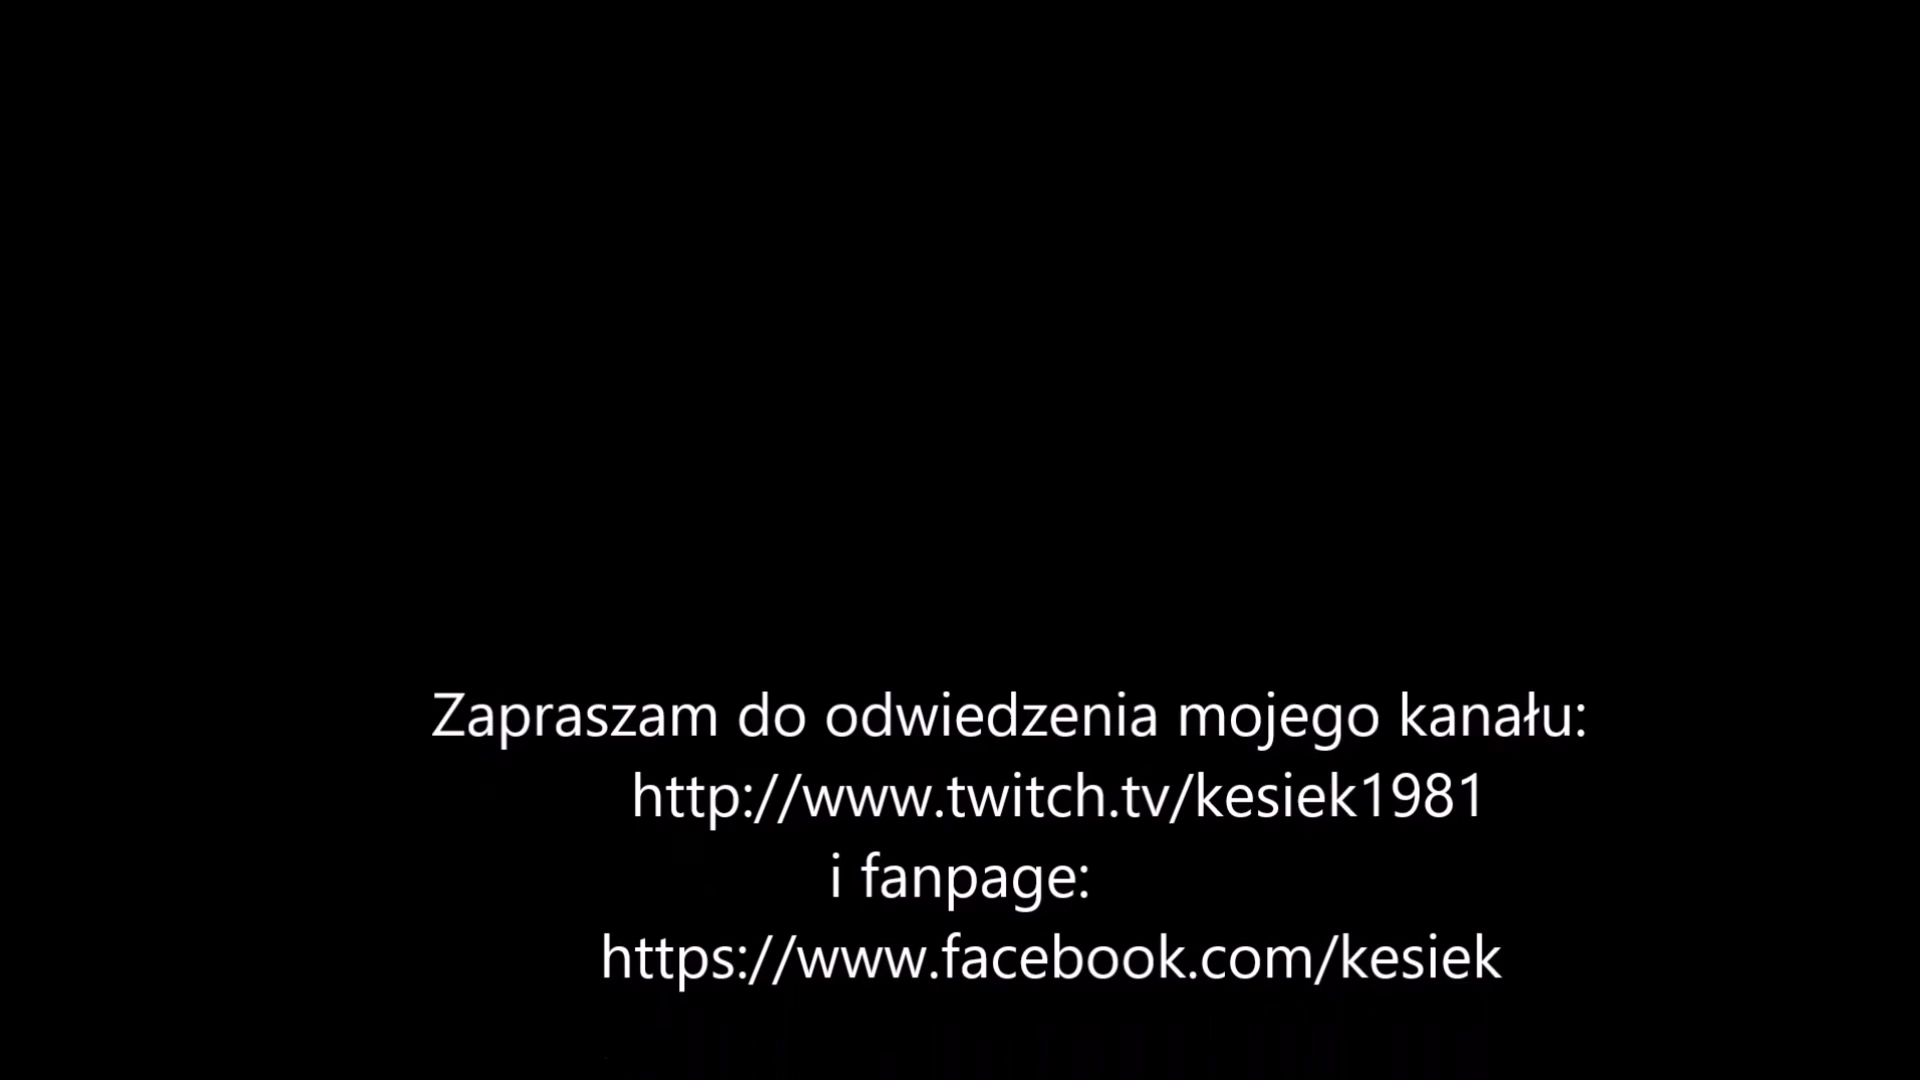 Zapraszam do odwiedzenia mojego kanału:
http://www.twitch.tv/kesiek1981
i fanpage:
https://www.facebook.com/kesiek